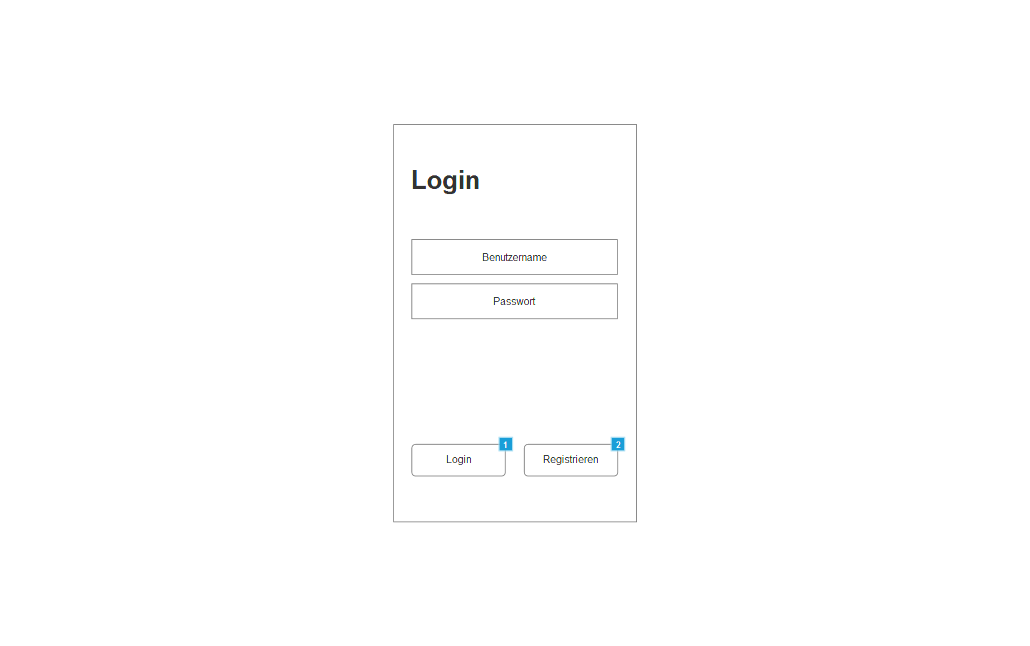 Login
Benutzername
Passwort
1
2
Login
Registrieren